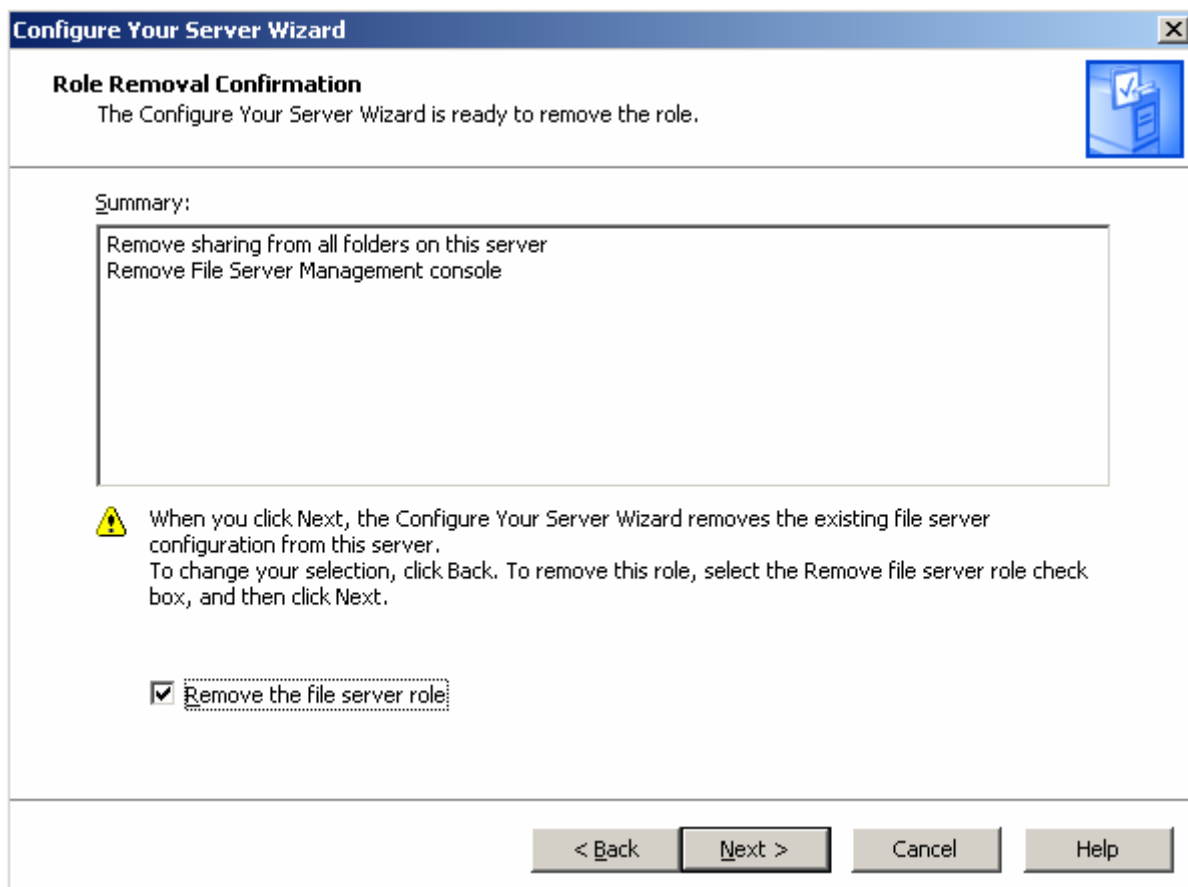 Configure Your Server Wizard
Role Removal Confirmation
The Configure Your Server Wizard is ready to remove the role.
Summary:
Remove sharing from all folders on this server
Remove File Server Management console
When you click Next, the Configure Your Server Wizard removes the existing file server
configuration from this server.
To change your selection, click Back. To remove this role, select the Remove file server role check
box, and then click Next.
Remove the file server role
< Back Next > Cancel Help